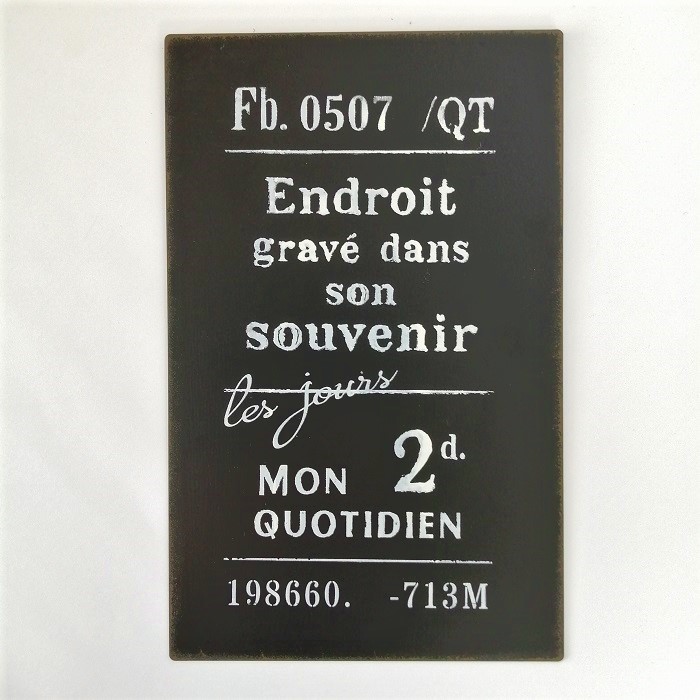 Fb. 0507 /QT
Endroit
gravé dans
son
souvenir
les jours
2d.
MON
QUOTIDIEN
198660. -713M